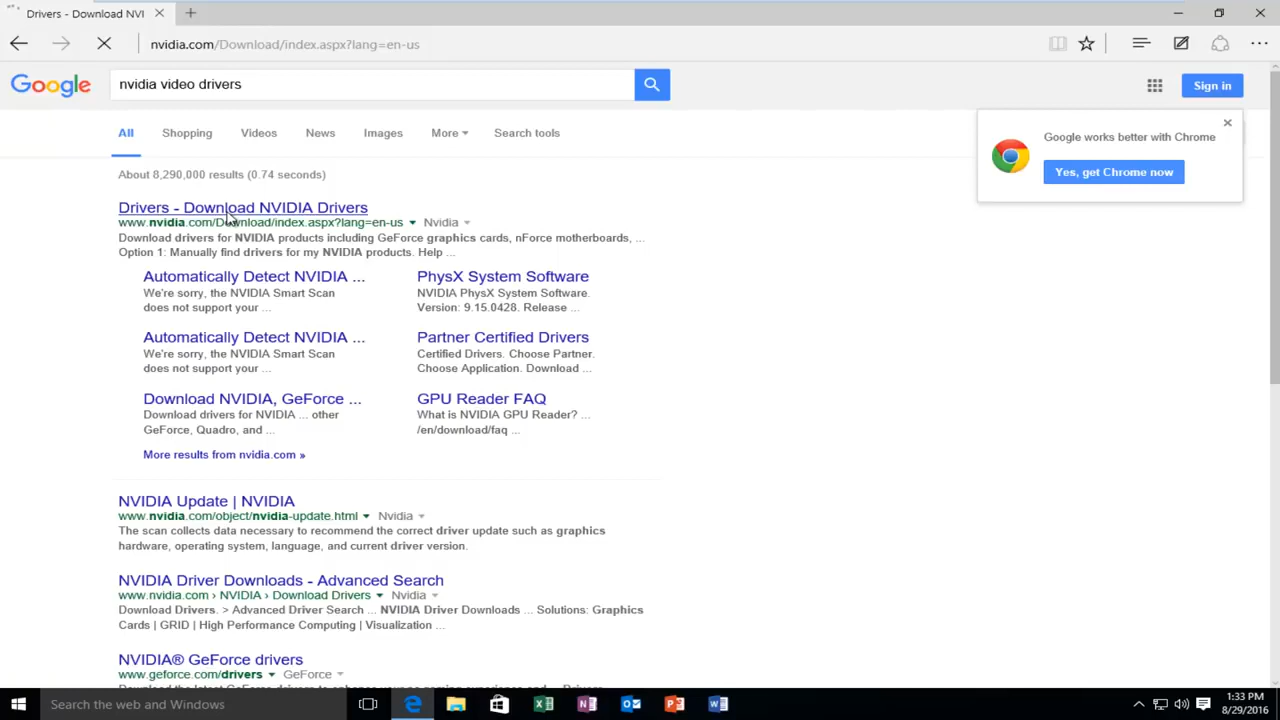 Drivers - Download NVI
nvidia.com/Download/index.aspx?lang=en-us
Google
nvidia video drivers
Sign in
All Shopping Videos News Images More Search tools
Google works better with Chrome
Yes, get Chrome now
About 8,290,000 results (0.74 seconds)
Drivers - Download NVIDIA Drivers
www.nvidia.com/Download/index.aspx?lang=en-us Nvidia
Download drivers for NVIDIA products including GeForce graphics cards, nForce motherboards, ...
Option 1: Manually find drivers for my NVIDIA products. Help ...
Automatically Detect NVIDIA ...
We're sorry, the NVIDIA Smart Scan
does not support your ...
PhysX System Software
NVIDIA PhysX System Software.
Version: 9.15.0428. Release ...
Automatically Detect NVIDIA ...
We're sorry, the NVIDIA Smart Scan
does not support your ...
Partner Certified Drivers
Certified Drivers. Choose Partner.
Choose Application. Download ...
Download NVIDIA, GeForce ...
Download drivers for NVIDIA ... other
GeForce, Quadro, and ...
GPU Reader FAQ
What is NVIDIA GPU Reader? ...
/en/download/faq ...
More results from nvidia.com »
NVIDIA Update | NVIDIA
www.nvidia.com/object/nvidia-update.html Nvidia
The scan collects data necessary to recommend the correct driver update such as graphics
hardware, operating system, language, and current driver version.
NVIDIA Driver Downloads - Advanced Search
www.nvidia.com › NVIDIA › Download Drivers Nvidia
Download Drivers. > Advanced Driver Search ... NVIDIA Driver Downloads ... Solutions: Graphics
Cards | GRID | High Performance Computing | Visualization ...
NVIDIA® GeForce drivers
www.geforce.com/drivers GeForce
Search the web and Windows
1:33 PM
8/29/2016